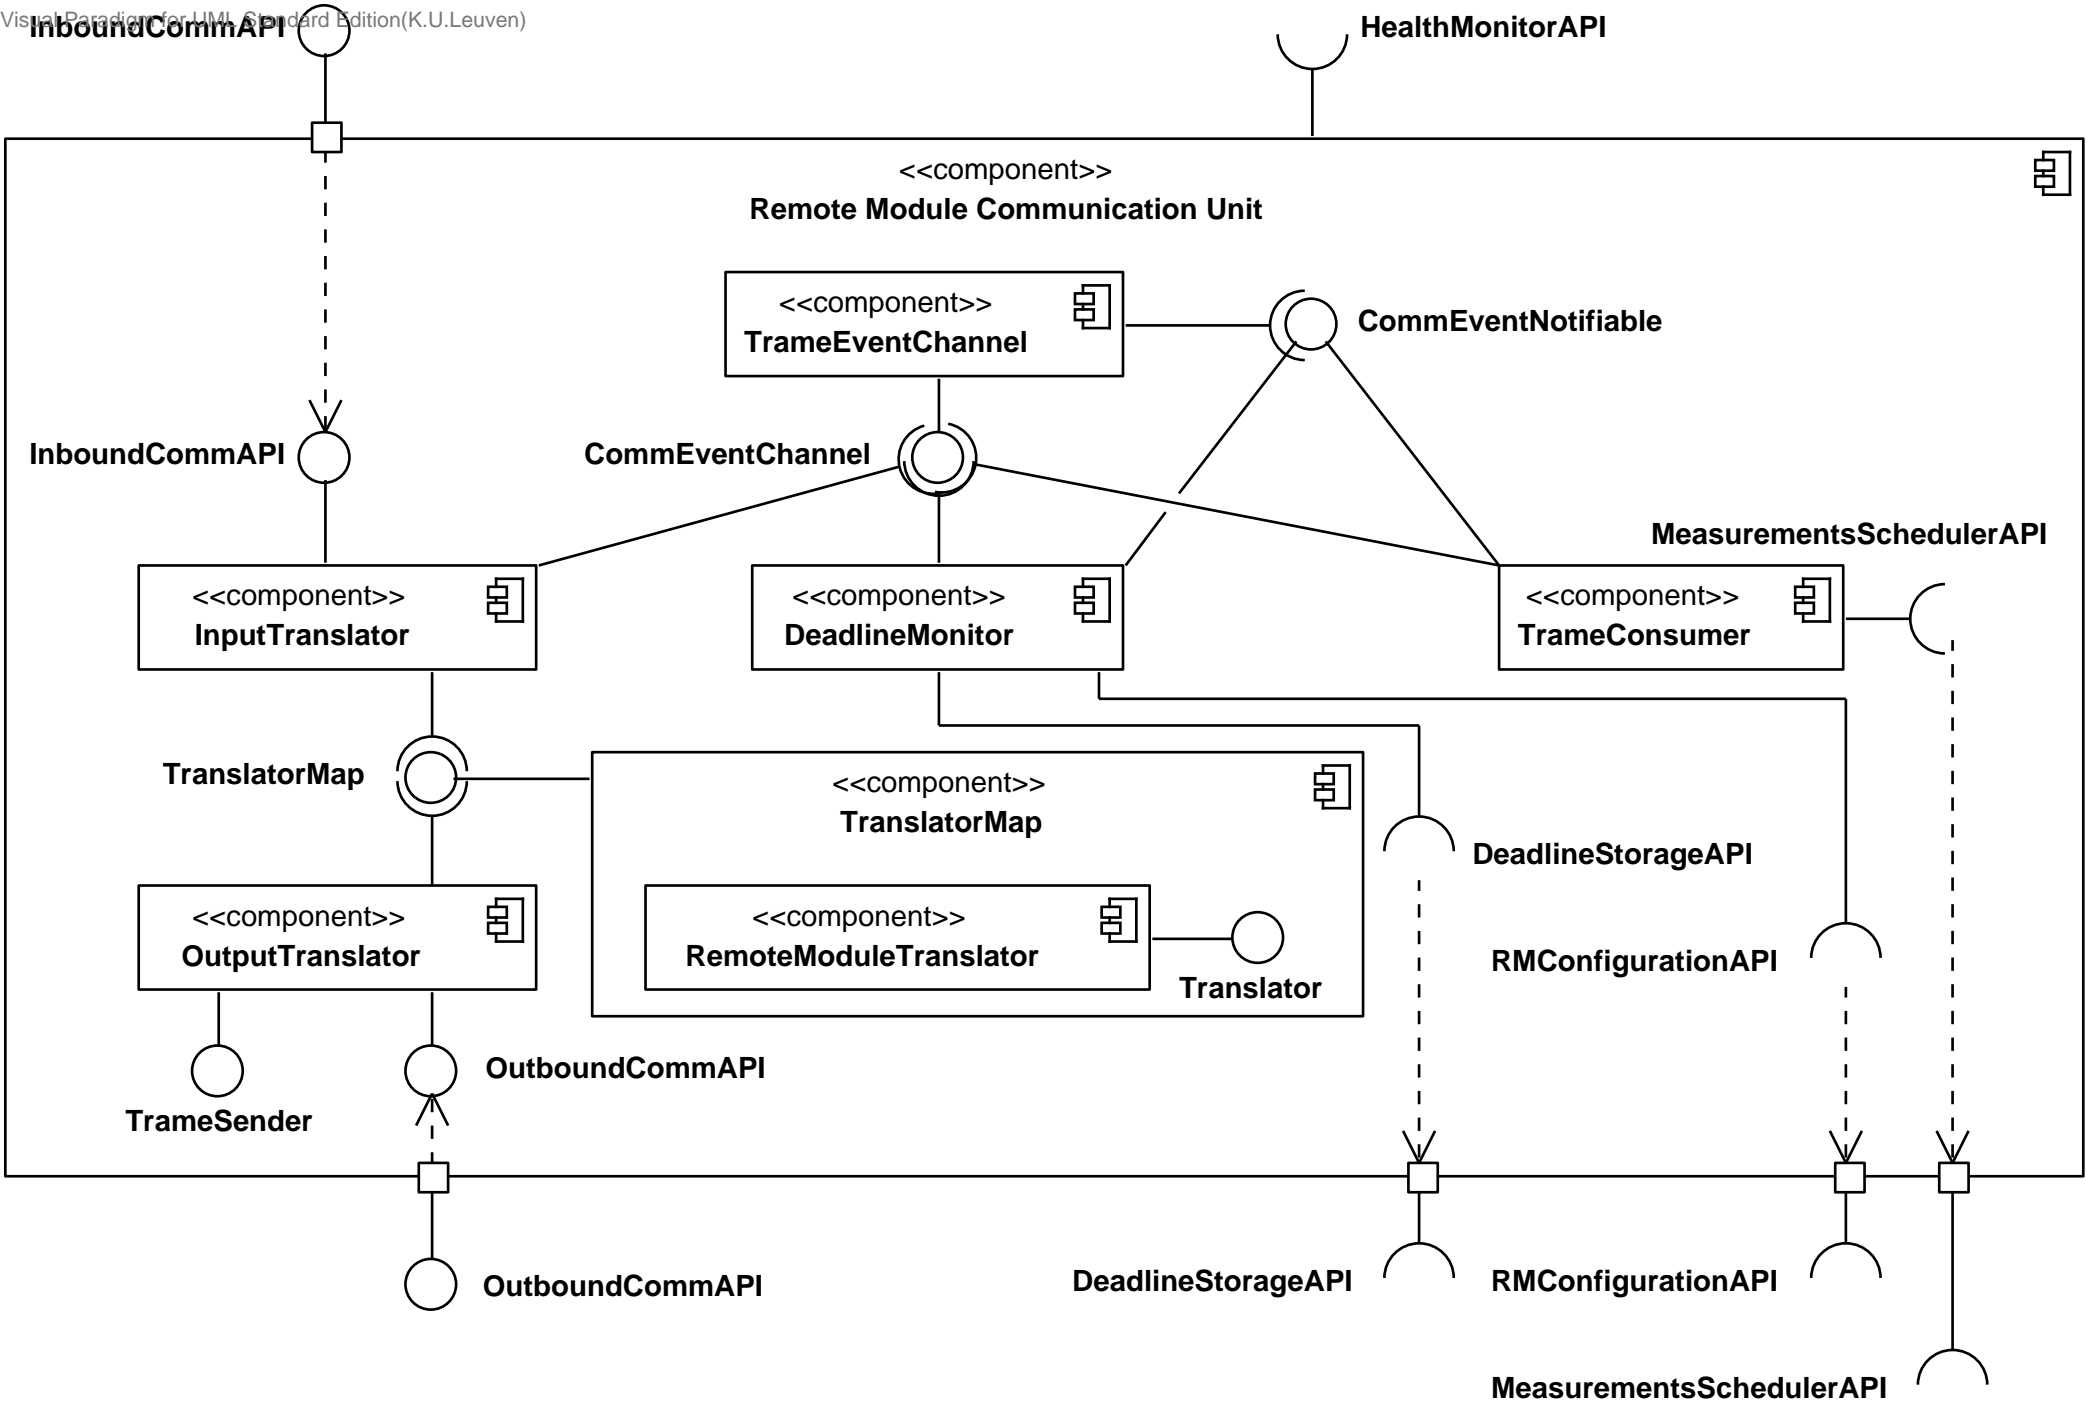 Visual Paradigm for UML Standard Edition(K.U.Leuven)
InboundCommAPI
HealthMonitorAPI
<<component>>
Remote Module Communication Unit
<<component>>
TrameEventChannel
CommEventNotifiable
InboundCommAPI
CommEventChannel
MeasurementsSchedulerAPI
<<component>>
InputTranslator
<<component>>
DeadlineMonitor
<<component>>
TrameConsumer
TranslatorMap
<<component>>
TranslatorMap
DeadlineStorageAPI
<<component>>
OutputTranslator
<<component>>
RemoteModuleTranslator
Translator
RMConfigurationAPI
OutboundCommAPI
TrameSender
OutboundCommAPI
DeadlineStorageAPI
RMConfigurationAPI
MeasurementsSchedulerAPI